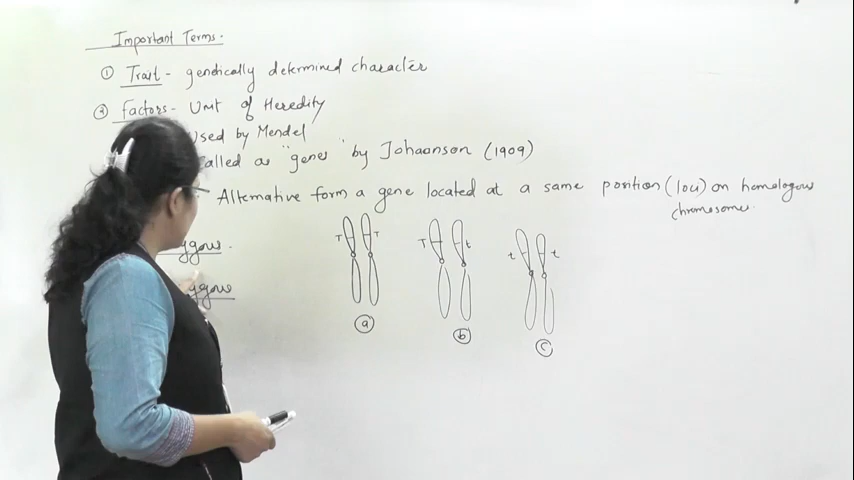 Important Terms.
① Trait - genetically determined character
② Factors - Unit of Heredity
Used by Mendel
Called as "genes" by Johaanson (1909)
Alternative form a gene located at a same position (loci) on homologous
chromosome.
T T T t t t
ⓐ ⓑ ⓒ